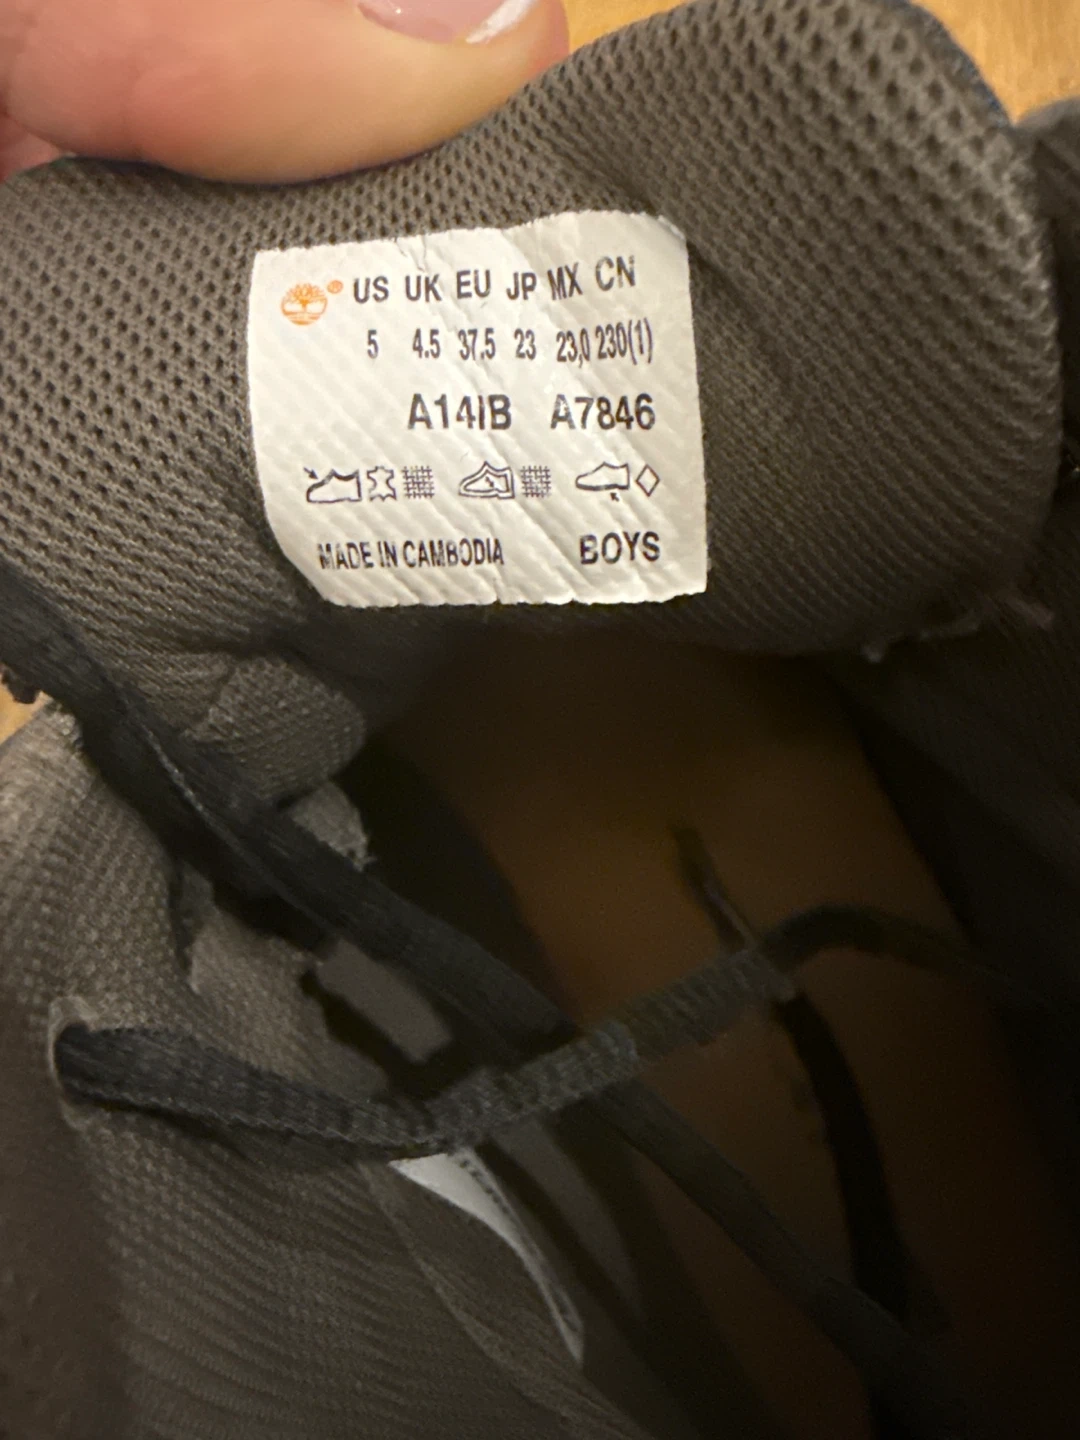 ® US UK EU JP MX CN
5 4.5 37.5 23 23,0 230(1)
A14IB A7846
MADE IN CAMBODIA BOYS